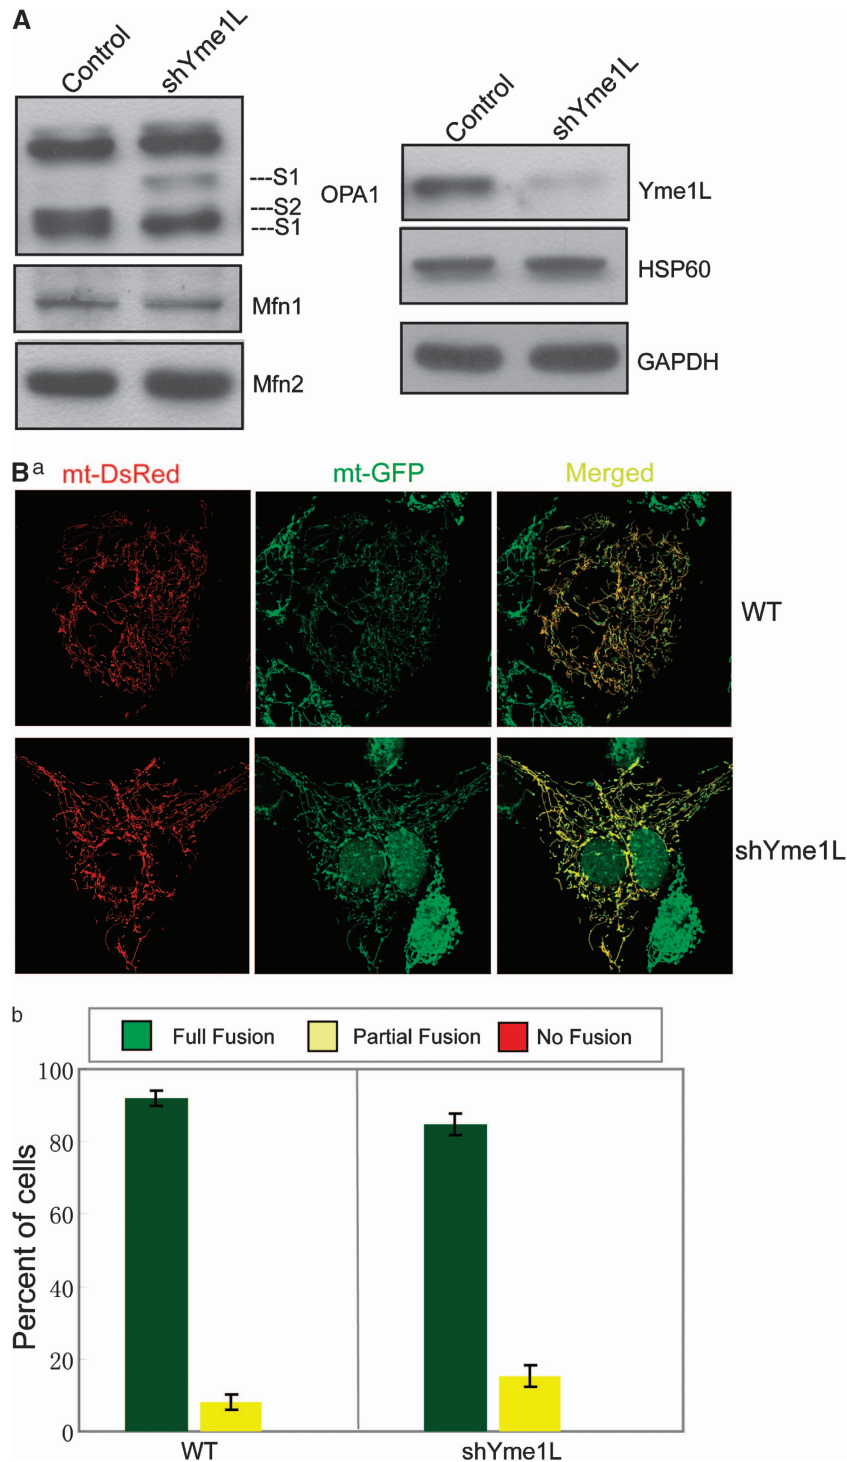 A
Control
shYme1L
---S1
---S2
---S1
OPA1
Mfn1
Mfn2
Control
shYme1L
Yme1L
HSP60
GAPDH
B a
mt-DsRed
mt-GFP
Merged
WT
shYme1L
b
Full Fusion
Partial Fusion
No Fusion
Percent of cells
100
80
60
40
20
0
WT
shYme1L